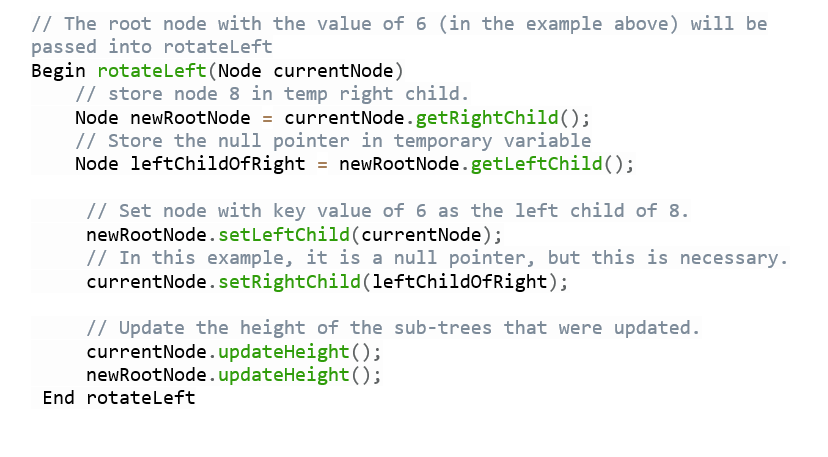 // The root node with the value of 6 (in the example above) will be
passed into rotateLeft
Begin rotateLeft(Node currentNode)
// store node 8 in temp right child.
Node newRootNode = currentNode.getRightChild();
// Store the null pointer in temporary variable
Node leftChildOfRight = newRootNode.getLeftChild();
// Set node with key value of 6 as the left child of 8.
newRootNode.setLeftChild(currentNode);
// In this example, it is a null pointer, but this is necessary.
currentNode.setRightChild(leftChildOfRight);
// Update the height of the sub-trees that were updated.
currentNode.updateHeight();
newRootNode.updateHeight();
End rotateLeft